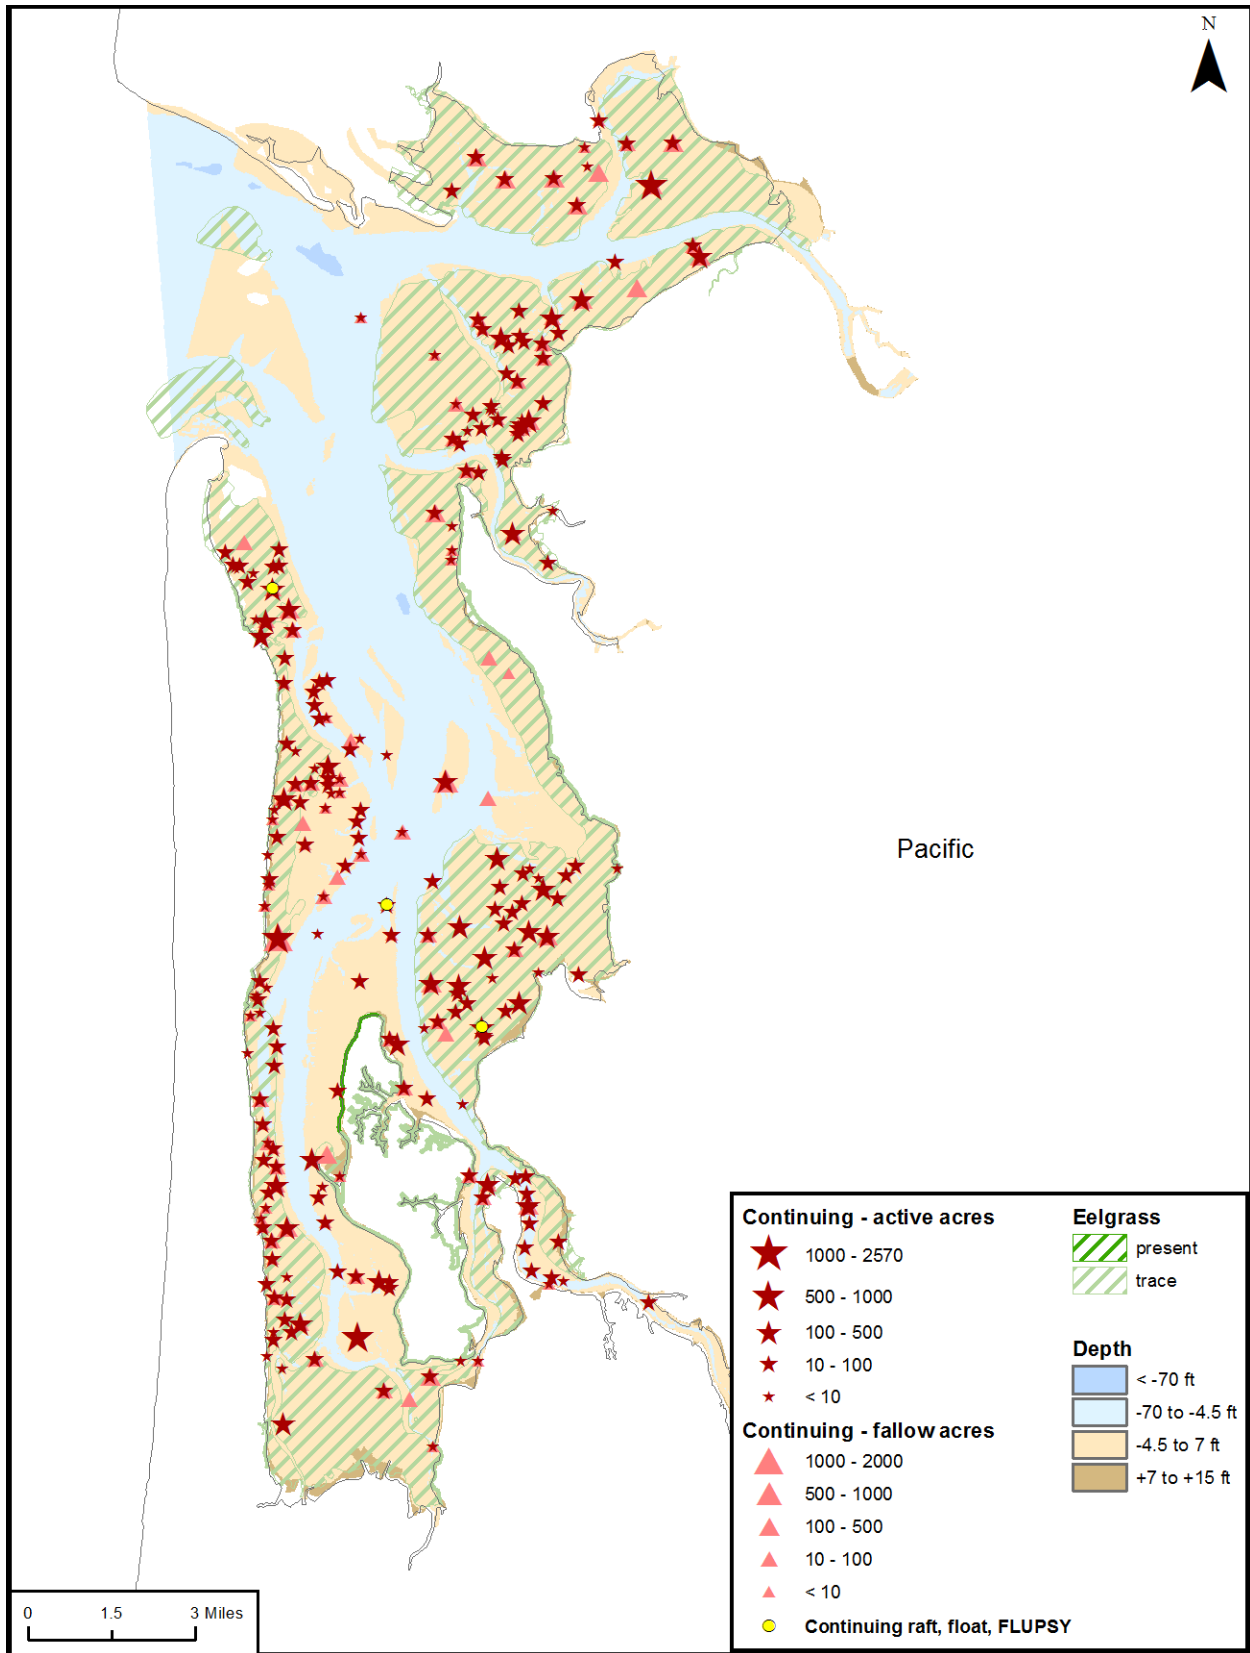 N
Pacific
Continuing - active acres
1000 - 2570
500 - 1000
100 - 500
10 - 100
< 10
Continuing - fallow acres
1000 - 2000
500 - 1000
100 - 500
10 - 100
< 10
Continuing raft, float, FLUPSY
Eelgrass
present
trace
Depth
< -70 ft
-70 to -4.5 ft
-4.5 to 7 ft
+7 to +15 ft
0 1.5 3 Miles